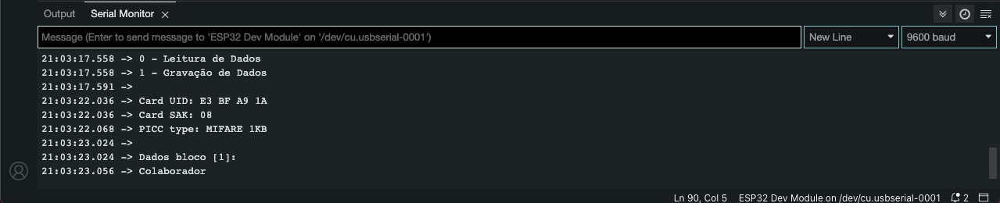 Output Serial Monitor
Message (Enter to send message to 'ESP32 Dev Module' on '/dev/cu.usbserial-0001') New Line 9600 baud
21:03:17.558 -> 0 - Leitura de Dados
21:03:17.558 -> 1 - Gravação de Dados
21:03:17.591 ->
21:03:22.036 -> Card UID: E3 BF A9 1A
21:03:22.036 -> Card SAK: 08
21:03:22.068 -> PICC type: MIFARE 1KB
21:03:23.024 ->
21:03:23.024 -> Dados bloco [1]:
21:03:23.056 -> Colaborador
Ln 90, Col 5 ESP32 Dev Module on /dev/cu.usbserial-0001 2